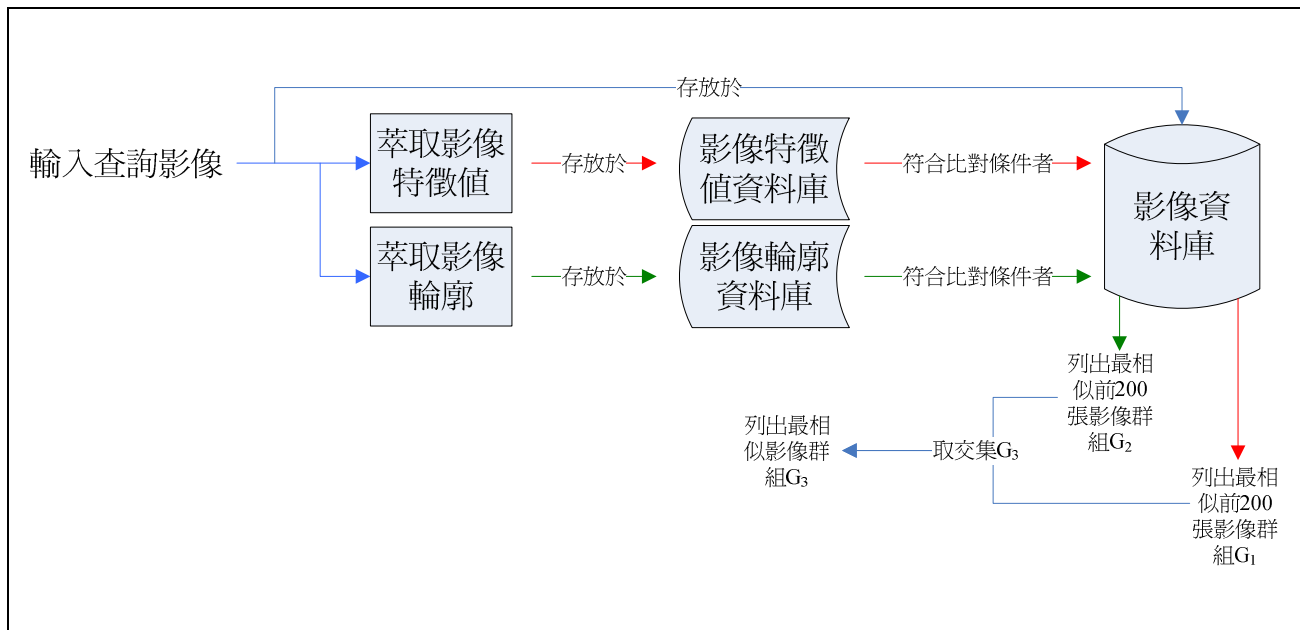 存放於
輸入查詢影像
萃取影像
特徵值
存放於
影像特徵
值資料庫
符合比對條件者
影像資
料庫
萃取影像
輪廓
存放於
影像輪廓
資料庫
符合比對條件者
列出最相
似前200
張影像群
組G₂
取交集G₃
列出最相
似影像群
組G₃
列出最相
似前200
張影像群
組G₁